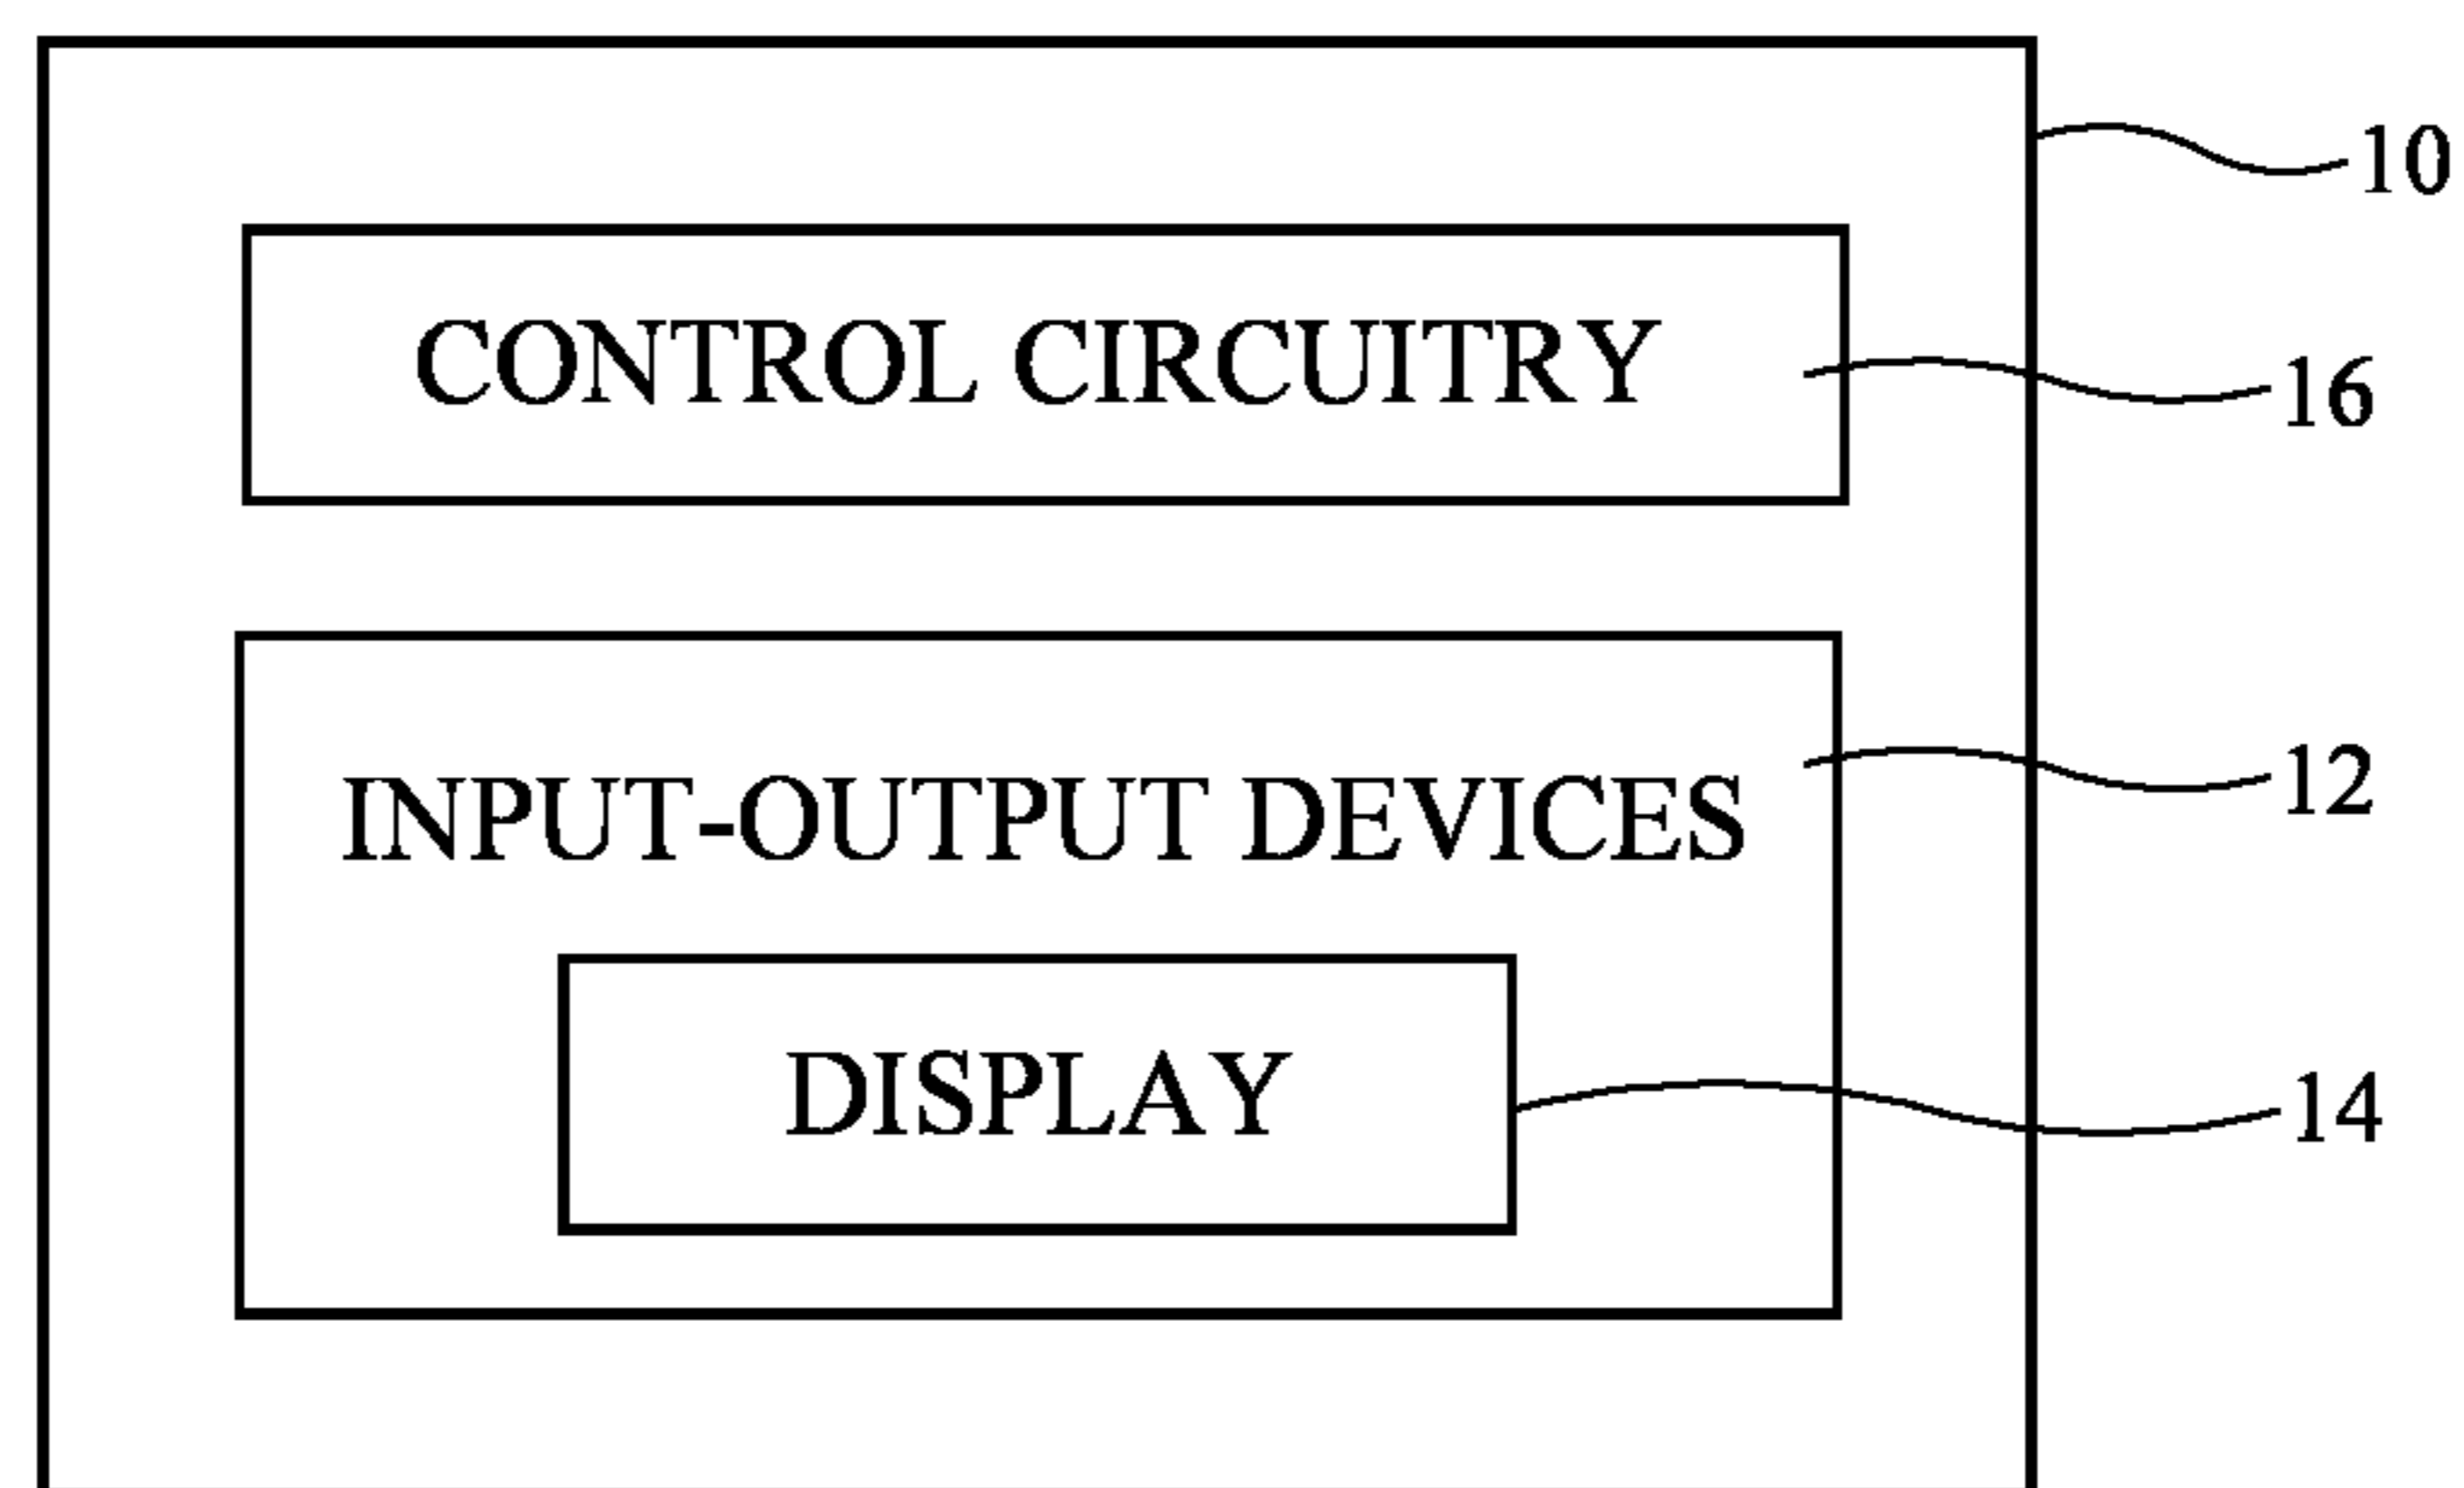 10
CONTROL CIRCUITRY
16
INPUT-OUTPUT DEVICES
12
DISPLAY
14